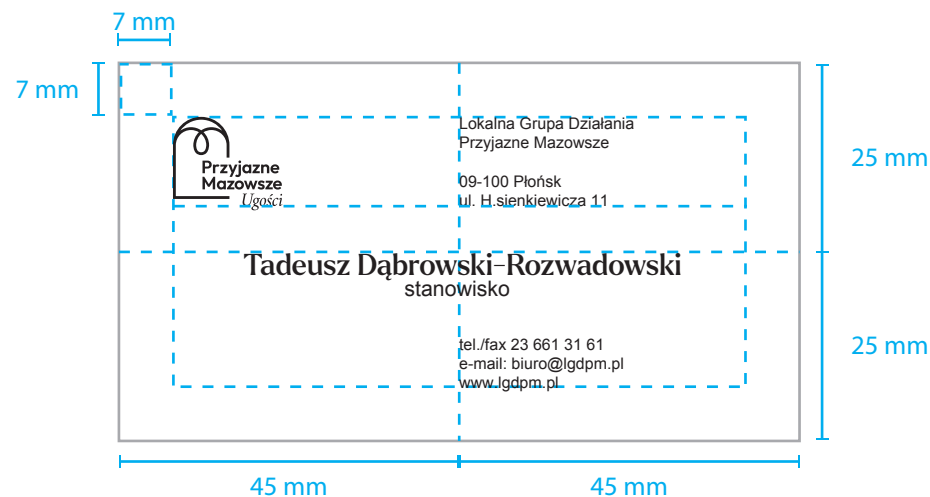 7 mm
7 mm
Przyjazne
Mazowsze
Ugości
Lokalna Grupa Działania
Przyjazne Mazowsze
09-100 Płońsk
ul. H.sienkiewicza 11
25 mm
Tadeusz Dąbrowski-Rozwadowski
stanowisko
25 mm
tel./fax 23 661 31 61
e-mail: biuro@lgdpm.pl
www.lgdpm.pl
45 mm
45 mm